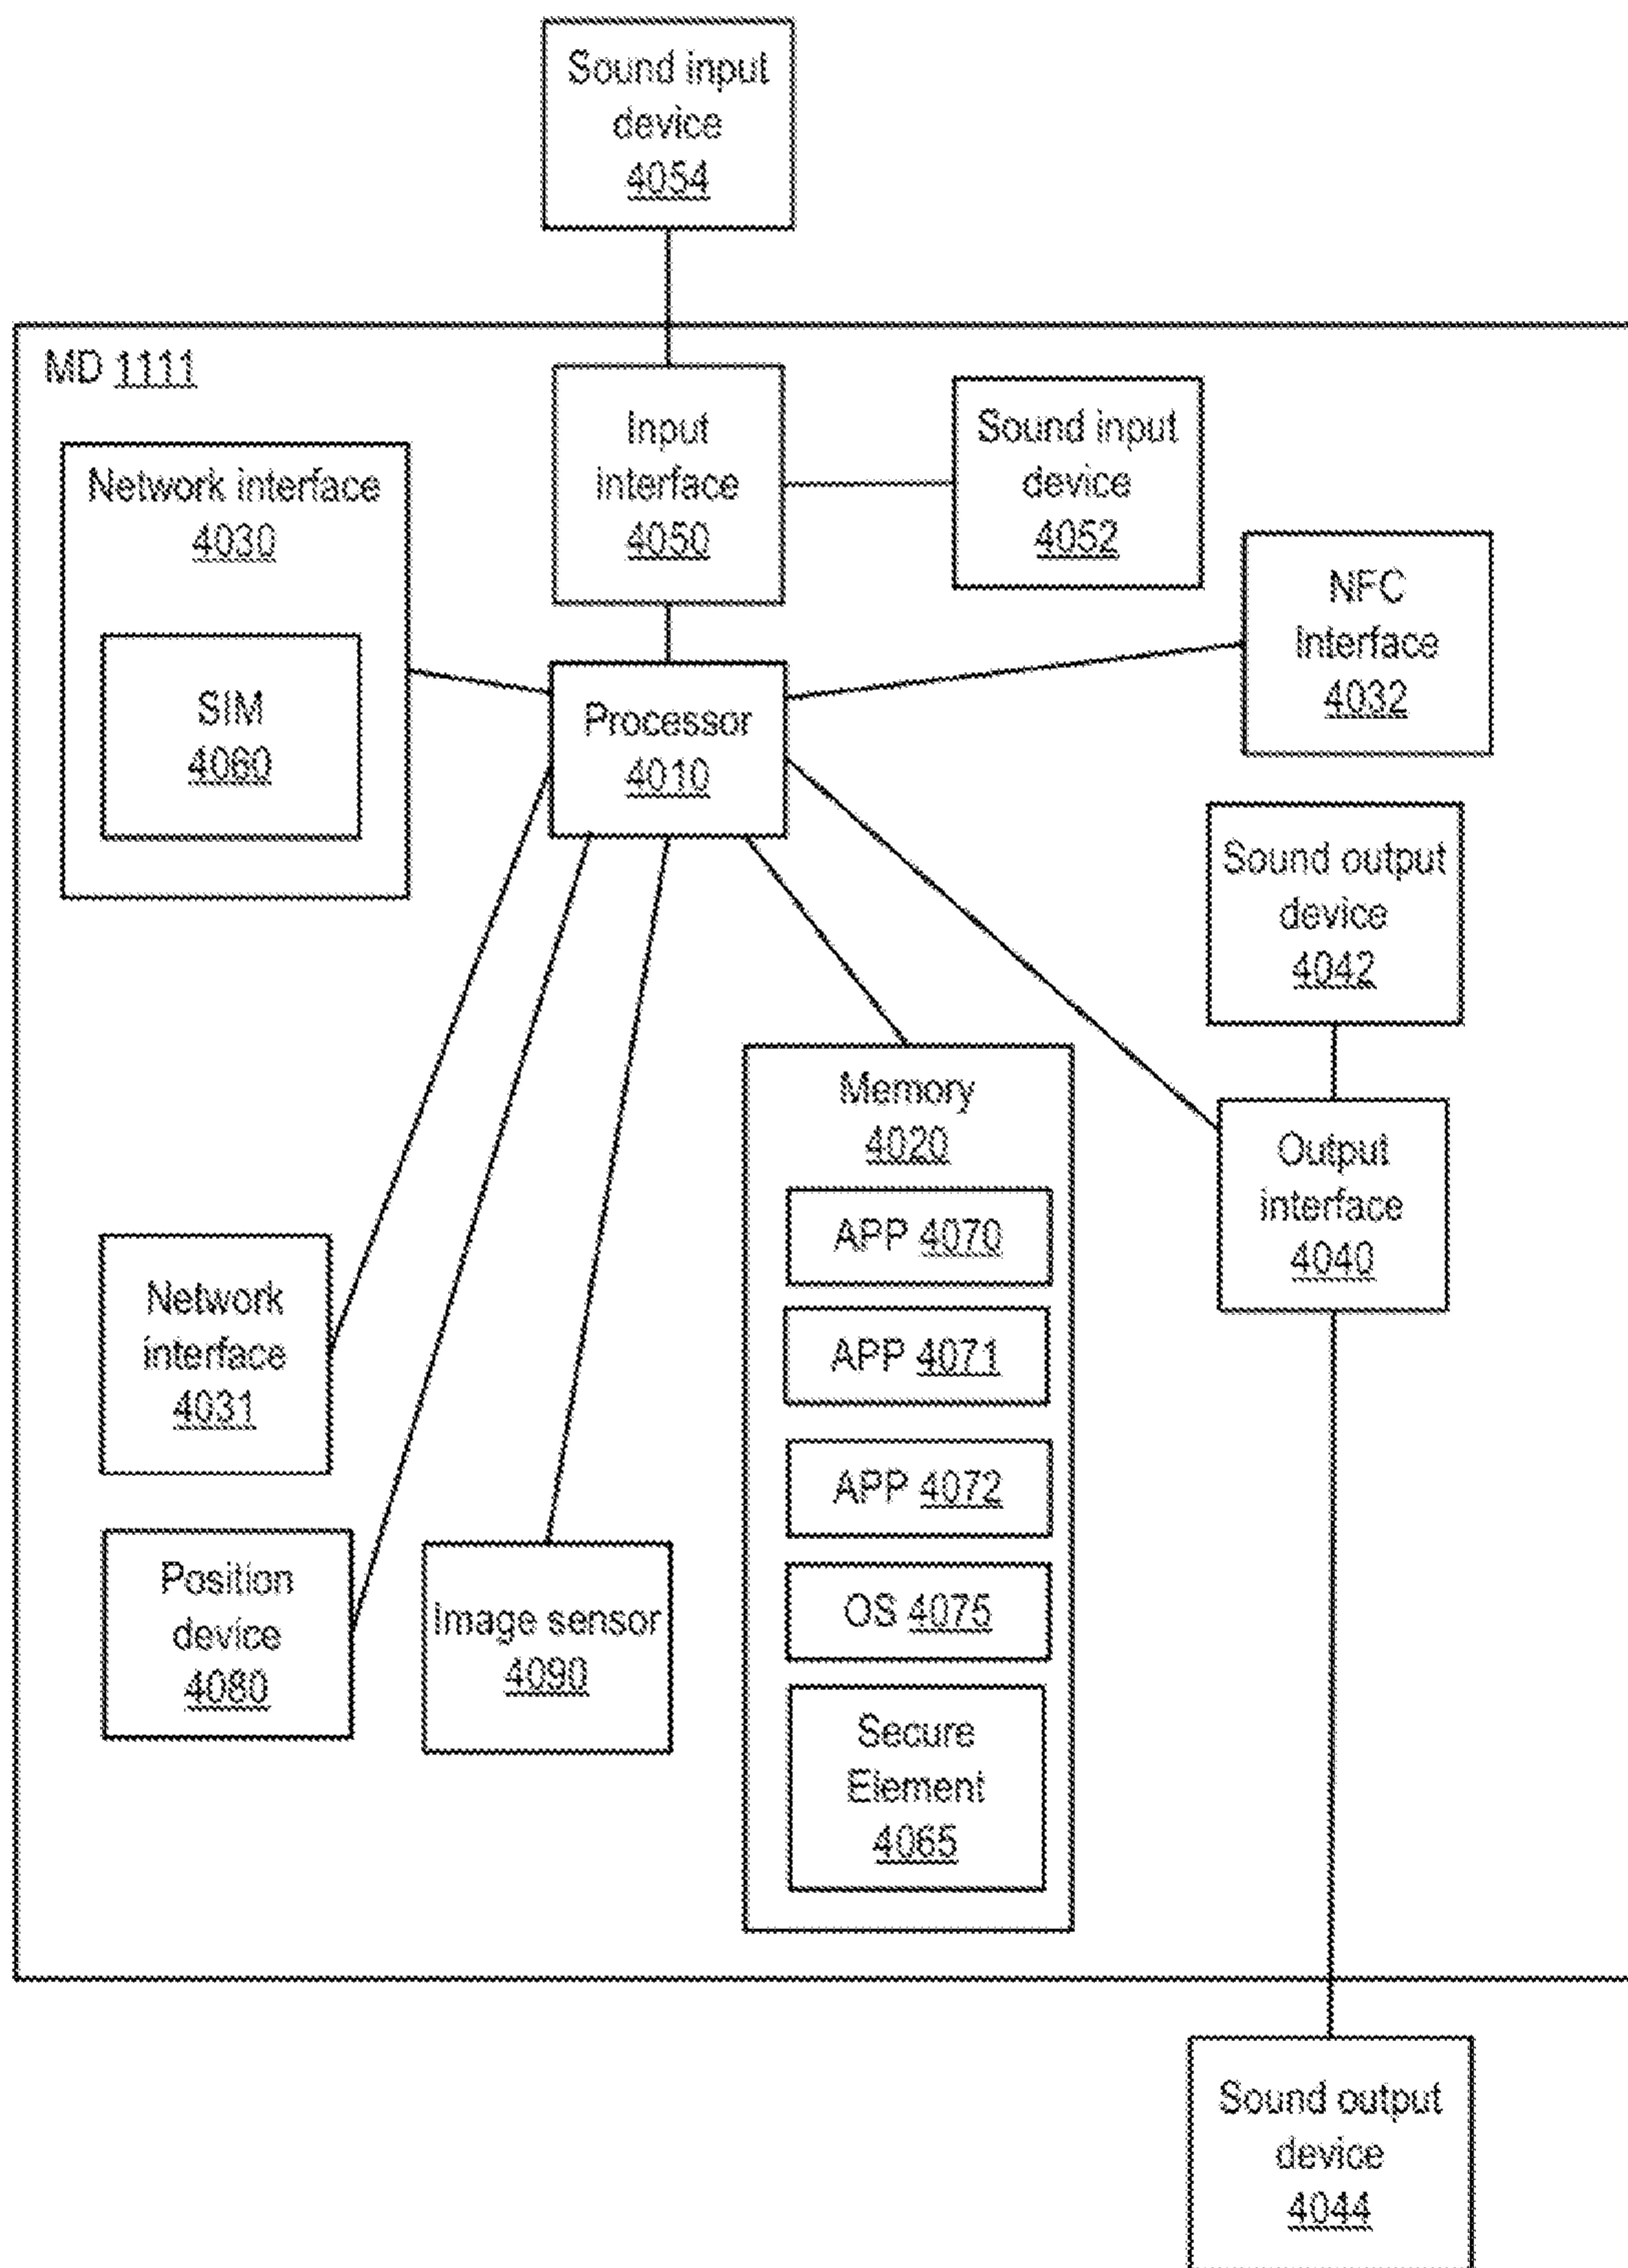 Sound input
device
4054
MD 1111
Input
interface
4050
Sound input
device
4052
Network interface
4030
SIM
4060
NFC
Interface
4032
Processor
4010
Sound output
device
4042
Memory
4020
APP 4070
APP 4071
APP 4072
OS 4075
Secure
Element
4065
Output
interface
4040
Network
interface
4031
Position
device
4080
Image sensor
4090
Sound output
device
4044